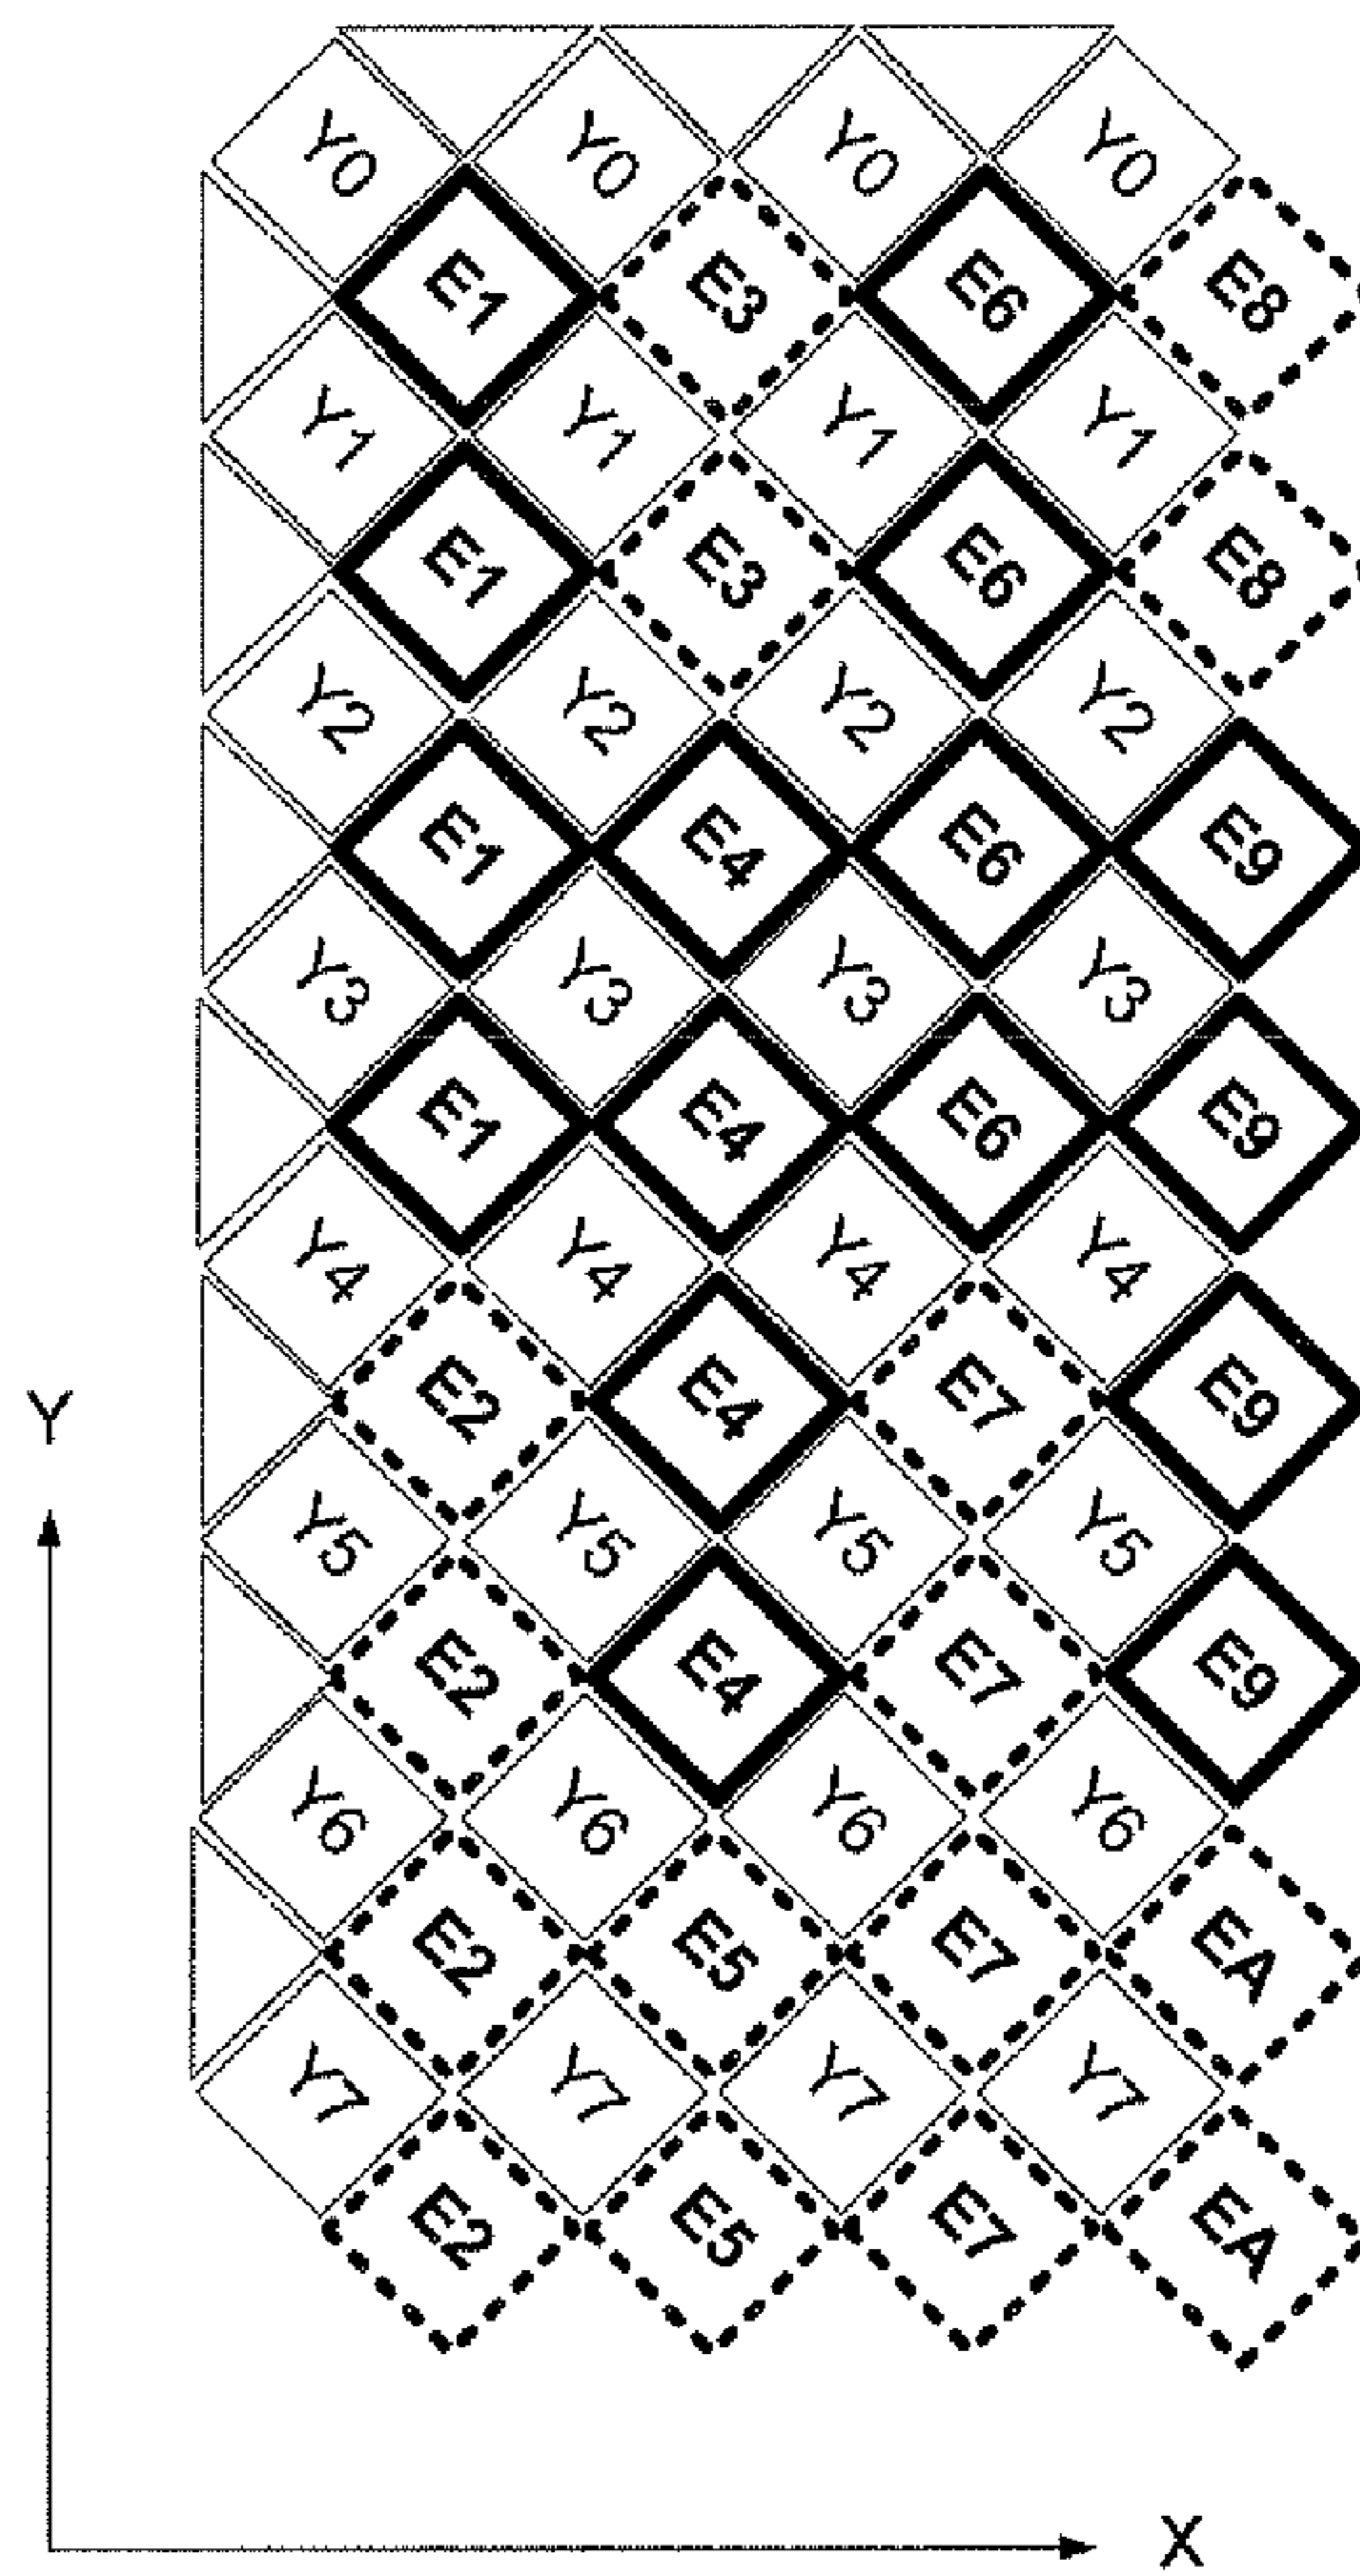 Y0 Y0 Y0 Y0
E1 E3 E6 E8
Y1 Y1 Y1 Y1
E1 E3 E6 E8
Y2 Y2 Y2 Y2
E1 E4 E6 E9
Y3 Y3 Y3 Y3
E1 E4 E6 E9
Y4 Y4 Y4 Y4
E2 E4 E7 E9
Y
Y5 Y5 Y5 Y5
E2 E4 E7 E9
Y6 Y6 Y6 Y6
E2 E5 E7 EA
Y7 Y7 Y7 Y7
E2 E5 E7 EA
X